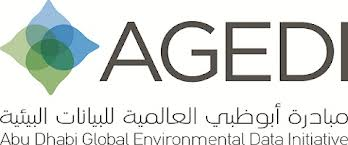 AGEDI
مبادرة أبوظبي العالمية للبيانات البيئية
Abu Dhabi Global Environmental Data Initiative